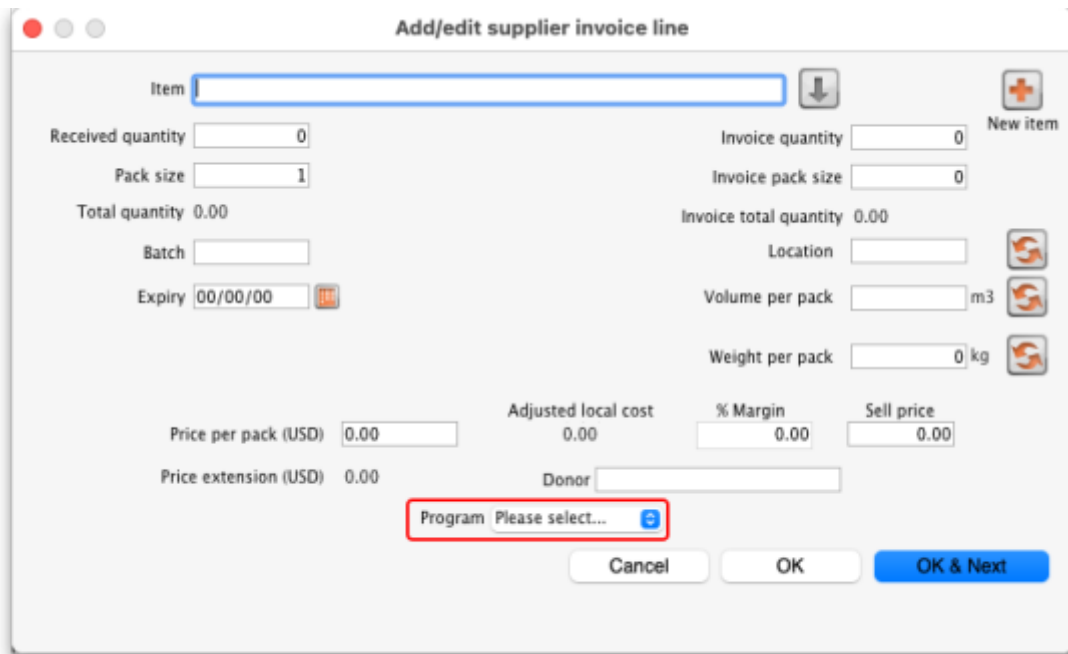 Add/edit supplier invoice line
Item
New item
Received quantity 0 Invoice quantity 0
Pack size 1 Invoice pack size 0
Total quantity 0.00 Invoice total quantity 0.00
Batch Location
Expiry 00/00/00 Volume per pack m3
Weight per pack 0 kg
Adjusted local cost % Margin Sell price
Price per pack (USD) 0.00 0.00 0.00 0.00
Price extension (USD) 0.00 Donor
Program Please select...
Cancel OK OK & Next